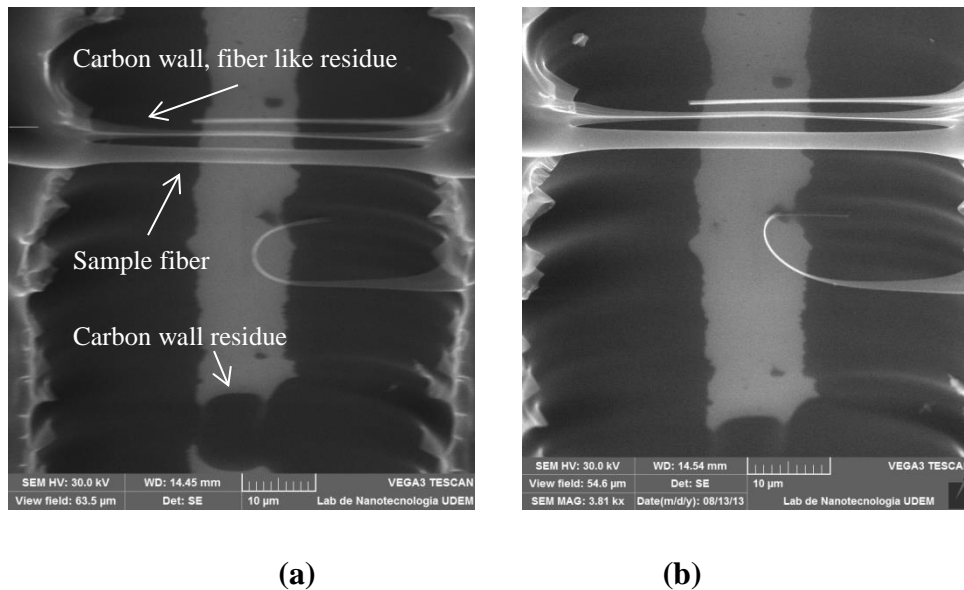 Carbon wall, fiber like residue
Sample fiber
Carbon wall residue
SEM HV: 30.0 kV WD: 14.45 mm VEGA3 TESCAN
View field: 63.5 µm Det: SE 10 µm Lab de Nanotecnologia UDEM
SEM HV: 30.0 kV WD: 14.54 mm VEGA3 TESCAN
View field: 54.6 µm Det: SE 10 µm
SEM MAG: 3.81 kx Date(m/d/y): 08/13/13 Lab de Nanotecnologia UDEM
(a) (b)